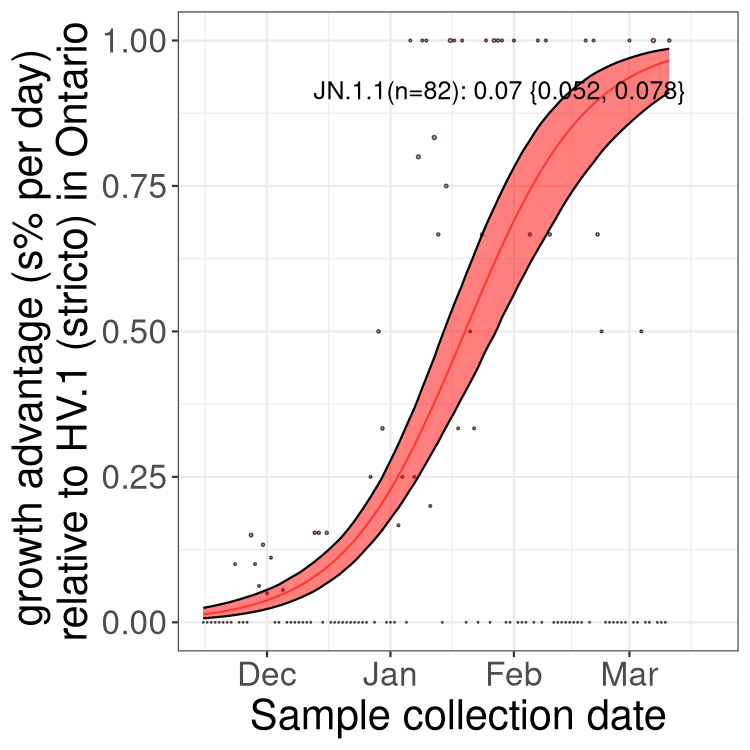 growth advantage (s% per day)
relative to HV.1 (stricto) in Ontario
1.00
0.75
0.50
0.25
0.00
JN.1.1(n=82): 0.07 {0.052, 0.078}
Dec Jan Feb Mar
Sample collection date